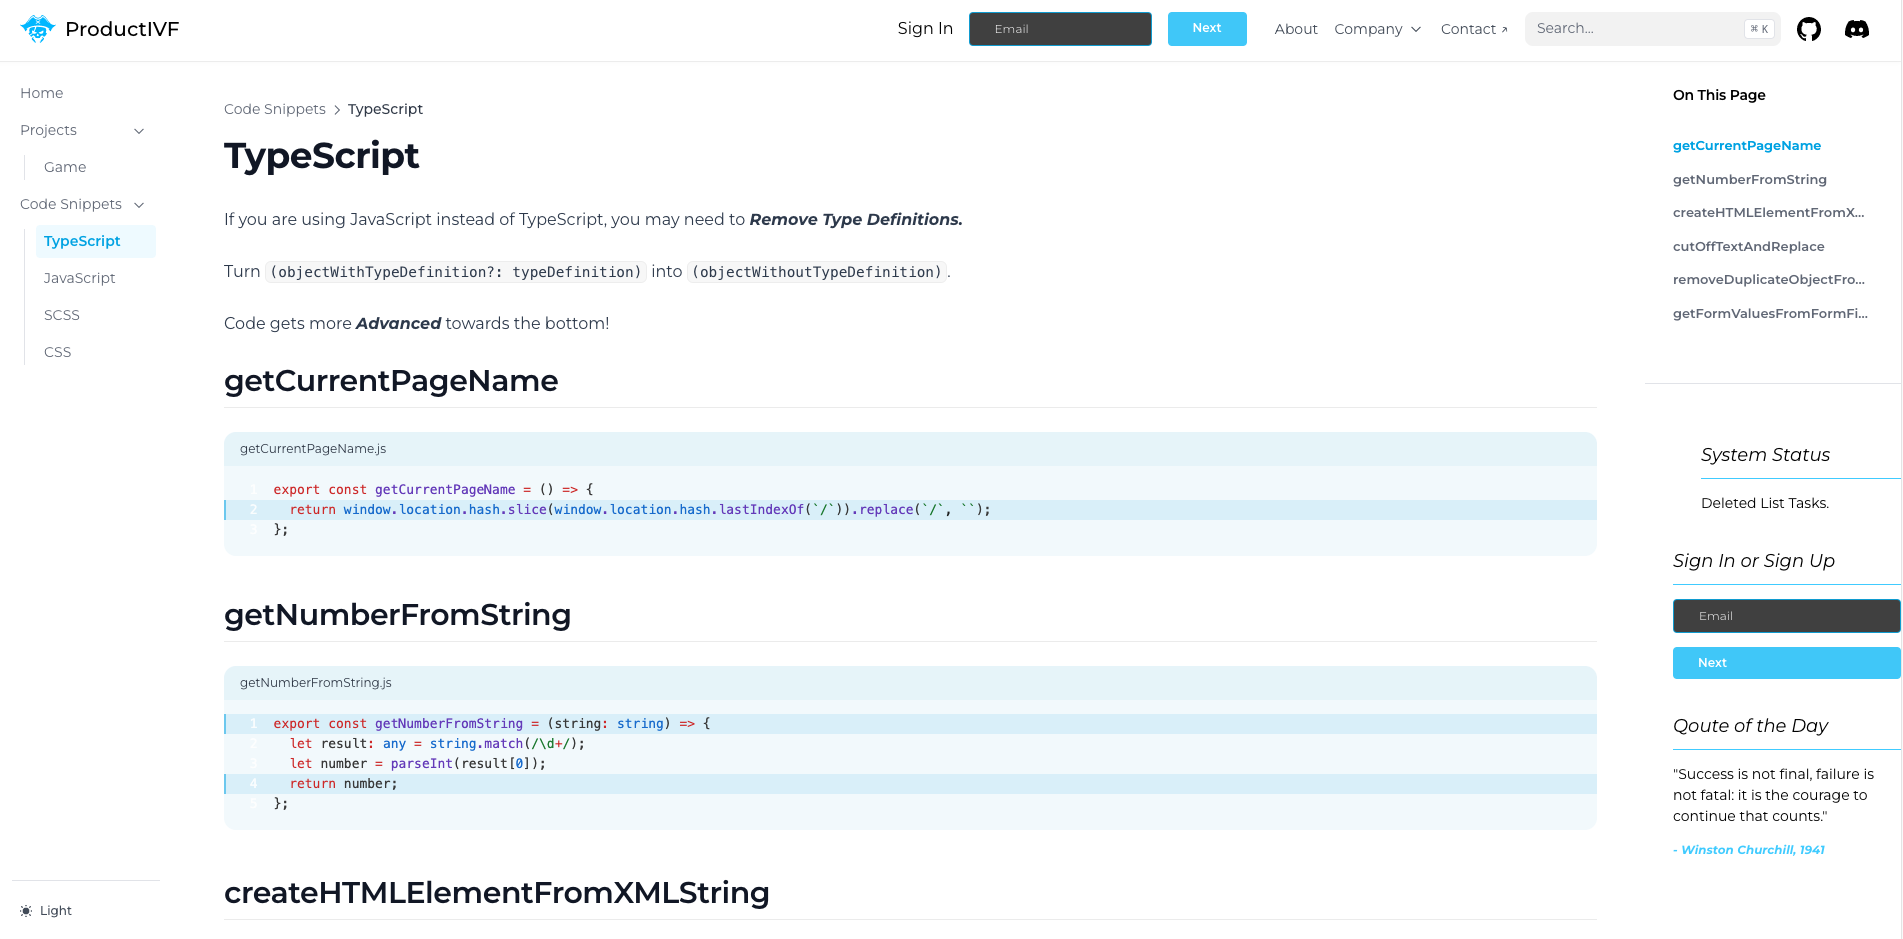 ProductIVF
Sign In
Email
Next
About
Company
Contact ↗
Search...
⌘ K
Home
Projects
Game
Code Snippets
TypeScript
JavaScript
SCSS
CSS
Light
Code Snippets > TypeScript
TypeScript
If you are using JavaScript instead of TypeScript, you may need to Remove Type Definitions.
Turn (objectWithTypeDefinition?: typeDefinition) into (objectWithoutTypeDefinition).
Code gets more Advanced towards the bottom!
getCurrentPageName
getCurrentPageName.js
1 export const getCurrentPageName = () => {
2   return window.location.hash.slice(window.location.hash.lastIndexOf(`/`)).replace(`/`, ``);
3 };
getNumberFromString
getNumberFromString.js
1 export const getNumberFromString = (string: string) => {
2   let result: any = string.match(/\d+/);
3   let number = parseInt(result[0]);
4   return number;
5 };
createHTMLElementFromXMLString
On This Page
getCurrentPageName
getNumberFromString
createHTMLElementFromX...
cutOffTextAndReplace
removeDuplicateObjectFro...
getFormValuesFromFormFi...
System Status
Deleted List Tasks.
Sign In or Sign Up
Email
Next
Qoute of the Day
"Success is not final, failure is
not fatal: it is the courage to
continue that counts."
- Winston Churchill, 1941